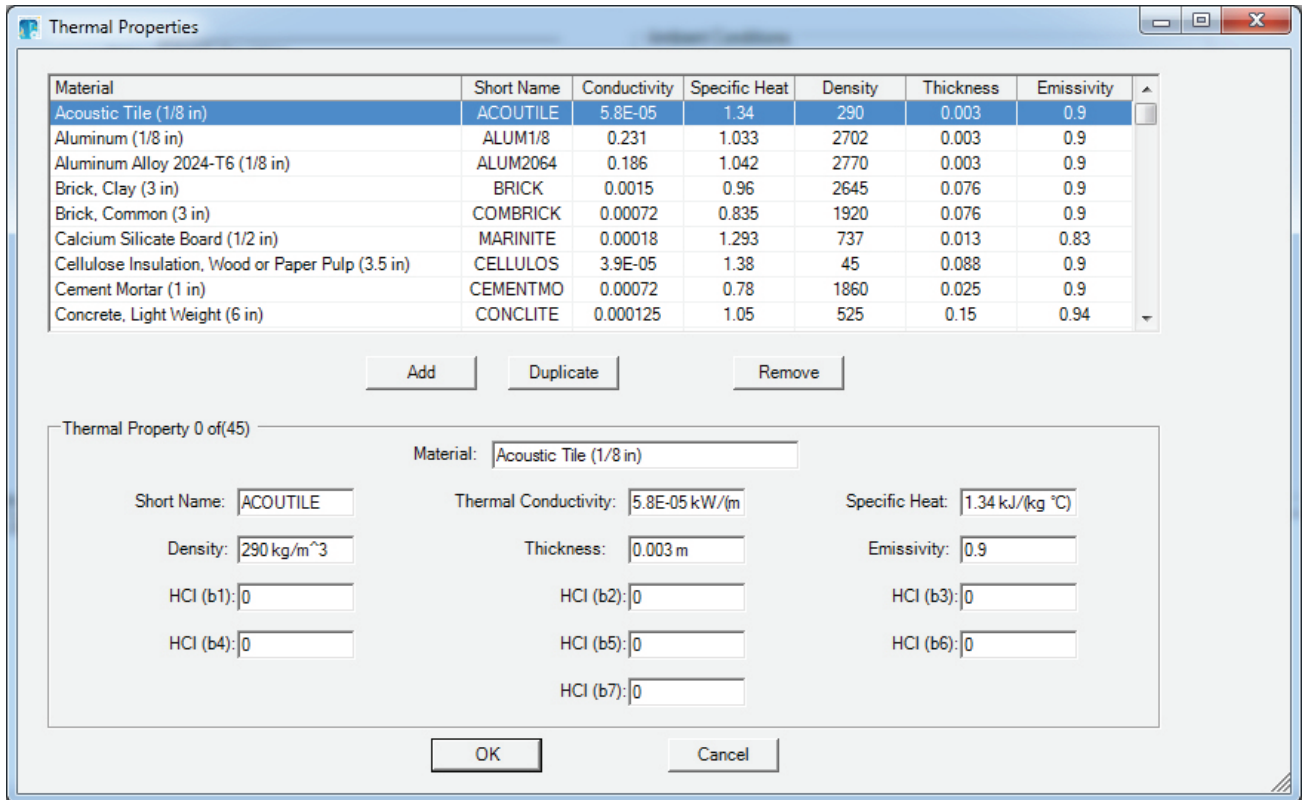 Thermal Properties
Ambient Conditions
Material Short Name Conductivity Specific Heat Density Thickness Emissivity
Acoustic Tile (1/8 in) ACOUTILE 5.8E-05 1.34 290 0.003 0.9
Aluminum (1/8 in) ALUM1/8 0.231 1.033 2702 0.003 0.9
Aluminum Alloy 2024-T6 (1/8 in) ALUM2064 0.186 1.042 2770 0.003 0.9
Brick, Clay (3 in) BRICK 0.0015 0.96 2645 0.076 0.9
Brick, Common (3 in) COMBRICK 0.00072 0.835 1920 0.076 0.9
Calcium Silicate Board (1/2 in) MARINITE 0.00018 1.293 737 0.013 0.83
Cellulose Insulation, Wood or Paper Pulp (3.5 in) CELLULOS 3.9E-05 1.38 45 0.088 0.9
Cement Mortar (1 in) CEMENTMO 0.00072 0.78 1860 0.025 0.9
Concrete, Light Weight (6 in) CONCLITE 0.000125 1.05 525 0.15 0.94
Add Duplicate Remove
Thermal Property 0 of(45)
Material: Acoustic Tile (1/8 in)
Short Name: ACOUTILE Thermal Conductivity: 5.8E-05 kW/(m Specific Heat: 1.34 kJ/(kg °C)
Density: 290 kg/m^3 Thickness: 0.003 m Emissivity: 0.9
HCl (b1): 0 HCl (b2): 0 HCl (b3): 0
HCl (b4): 0 HCl (b5): 0 HCl (b6): 0
HCl (b7): 0
OK Cancel